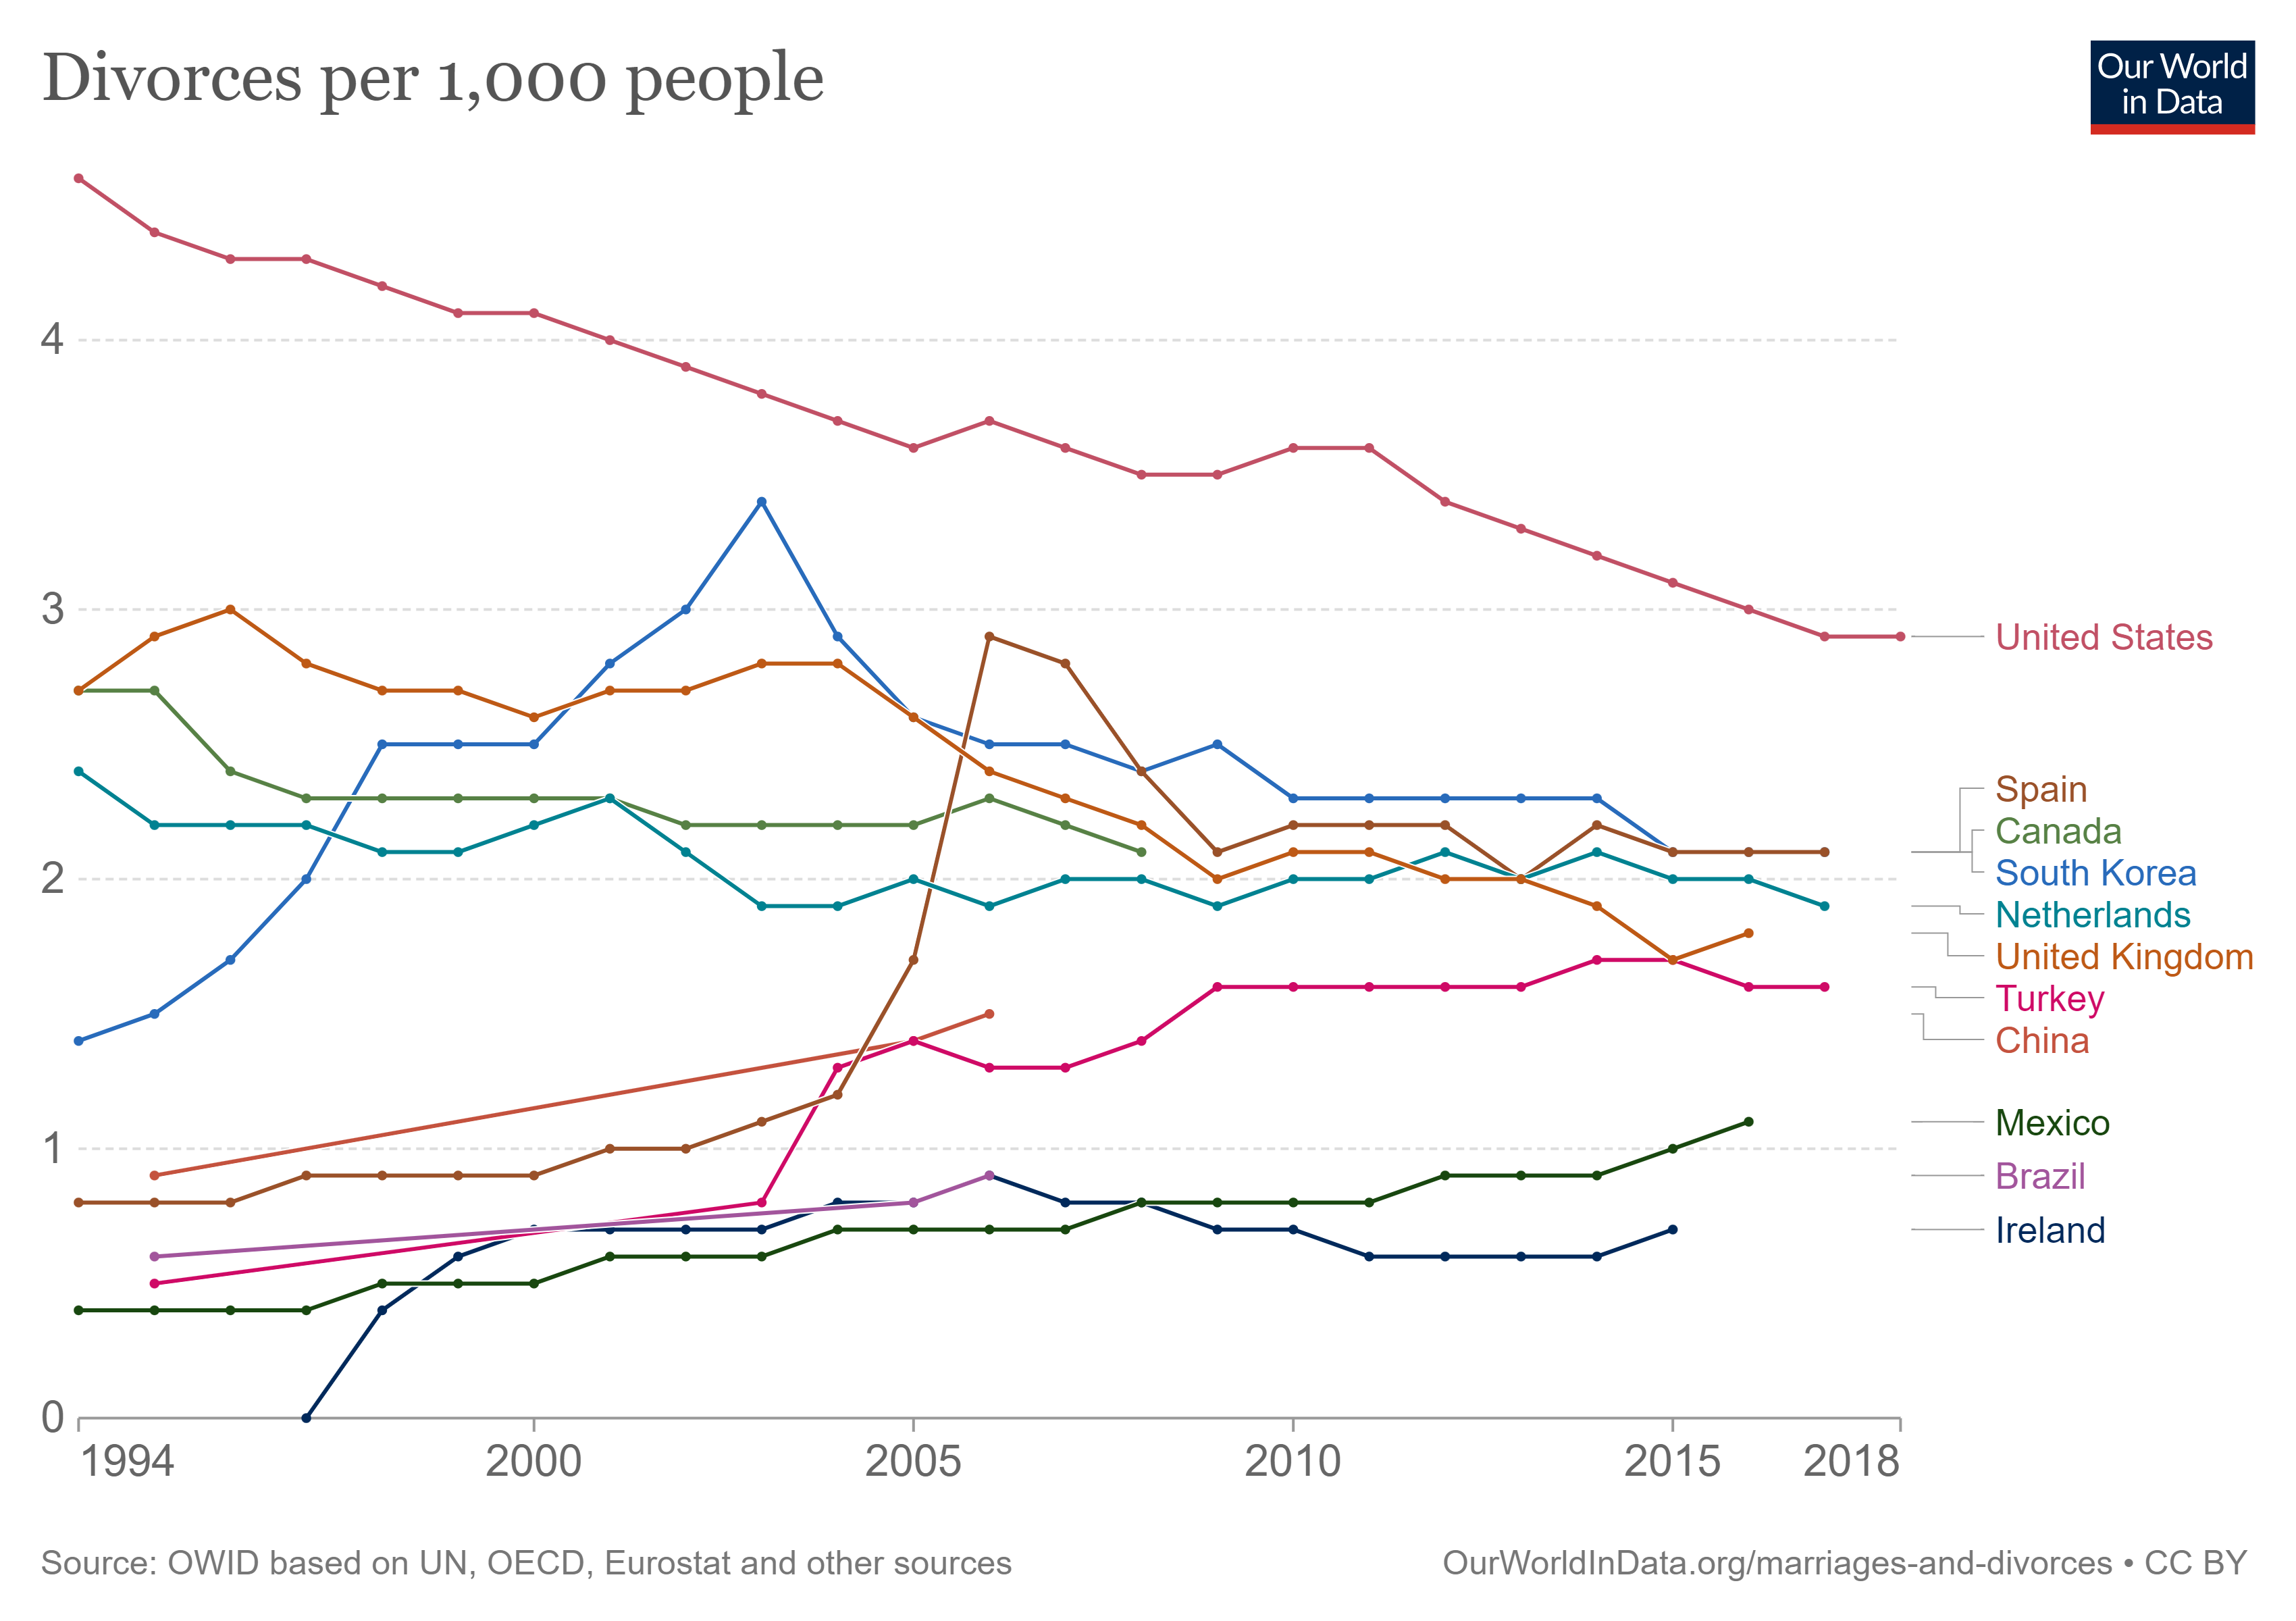 Divorces per 1,000 people
Our World
in Data
4
3
2
1
0
United States
Spain
Canada
South Korea
Netherlands
United Kingdom
Turkey
China
Mexico
Brazil
Ireland
1994 2000 2005 2010 2015 2018
Source: OWID based on UN, OECD, Eurostat and other sources
OurWorldInData.org/marriages-and-divorces • CC BY